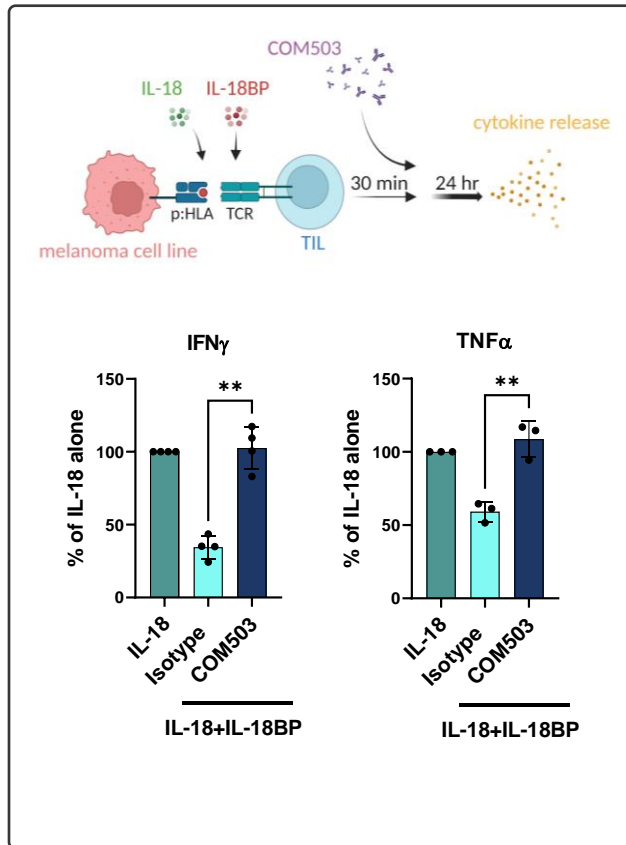 COM503
IL-18 IL-18BP
cytokine release
30 min 24 hr
p:HLA TCR
melanoma cell line
TIL
IFNγ
150
100
50
0
% of IL-18 alone
**
IL-18
Isotype
COM503
IL-18+IL-18BP
TNFα
150
100
50
0
% of IL-18 alone
**
IL-18
Isotype
COM503
IL-18+IL-18BP